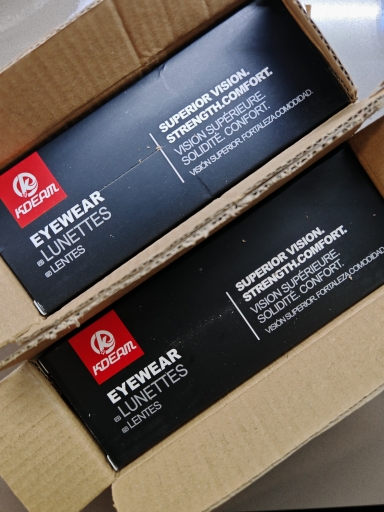 KDEAM
EYEWEAR
LUNETTES
LENTES
SUPERIOR VISION.
STRENGTH.COMFORT.
VISION SUPÉRIEURE.
SOLIDITÉ. CONFORT.
VISIÓN SUPERIOR. FORTALEZA.COMODIDAD.
KDEAM
EYEWEAR
LUNETTES
LENTES
SUPERIOR VISION.
STRENGTH.COMFORT.
VISION SUPÉRIEURE.
SOLIDITÉ. CONFORT.
VISIÓN SUPERIOR. FORTALEZA.COMODIDAD.